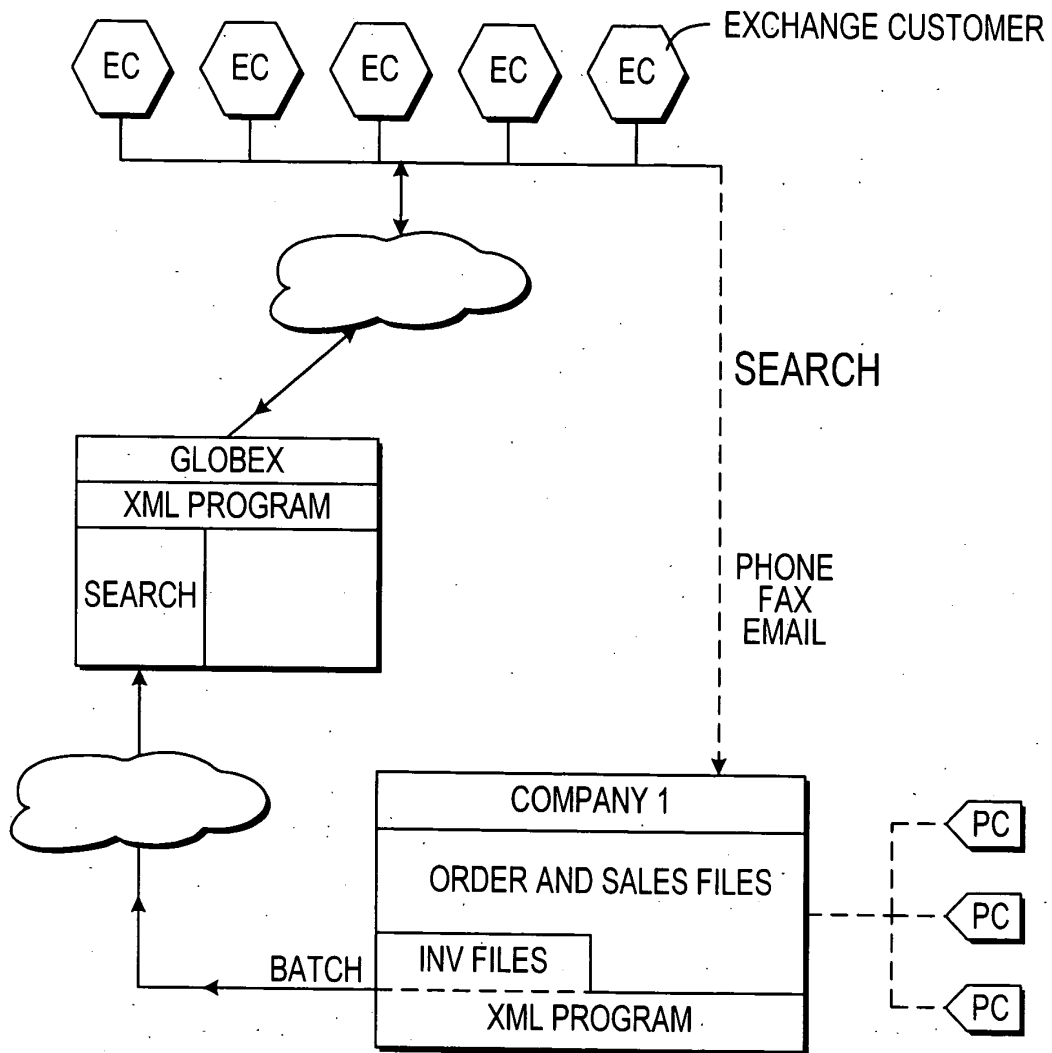 EXCHANGE CUSTOMER
EC
EC
EC
EC
EC
SEARCH
GLOBEX
XML PROGRAM
SEARCH
PHONE
FAX
EMAIL
COMPANY 1
ORDER AND SALES FILES
INV FILES
BATCH
XML PROGRAM
PC
PC
PC